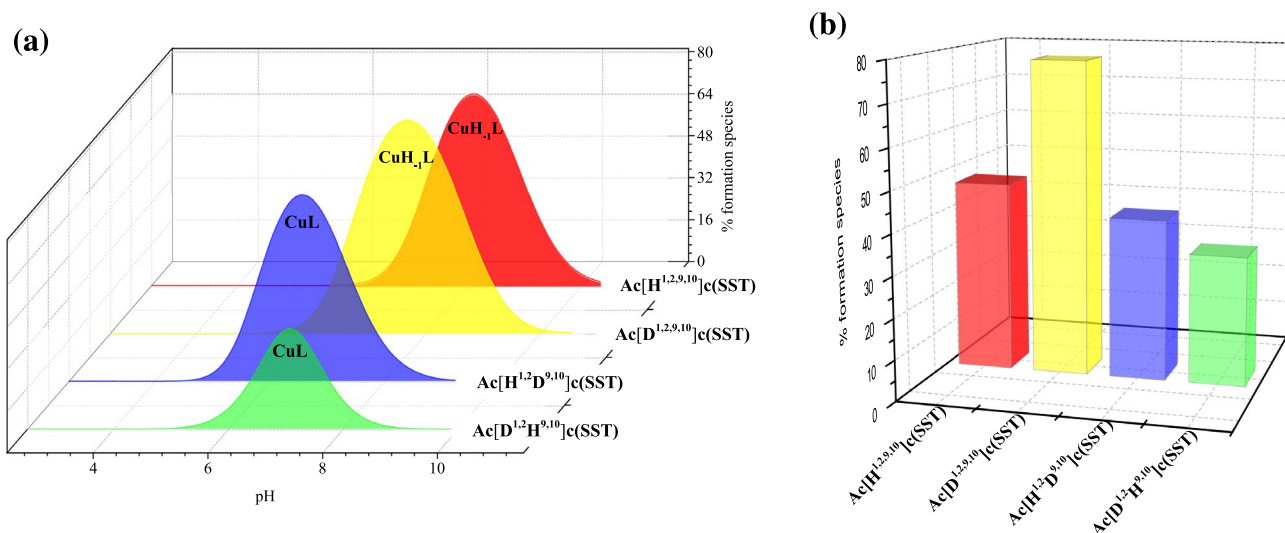 (a)
80
64
48
32
16
0
% formation species
CuH₋₁L
CuH₋₁L
CuL
CuL
Ac[H¹,²,⁹,¹⁰]c(SST)
Ac[D¹,²,⁹,¹⁰]c(SST)
Ac[H¹,²D⁹,¹⁰]c(SST)
Ac[D¹,²H⁹,¹⁰]c(SST)
4 6 8 10
pH
(b)
80
70
60
50
40
30
20
10
0
% formation species
Ac[H¹,²,⁹,¹⁰]c(SST)
Ac[D¹,²,⁹,¹⁰]c(SST)
Ac[H¹,²D⁹,¹⁰]c(SST)
Ac[D¹,²H⁹,¹⁰]c(SST)